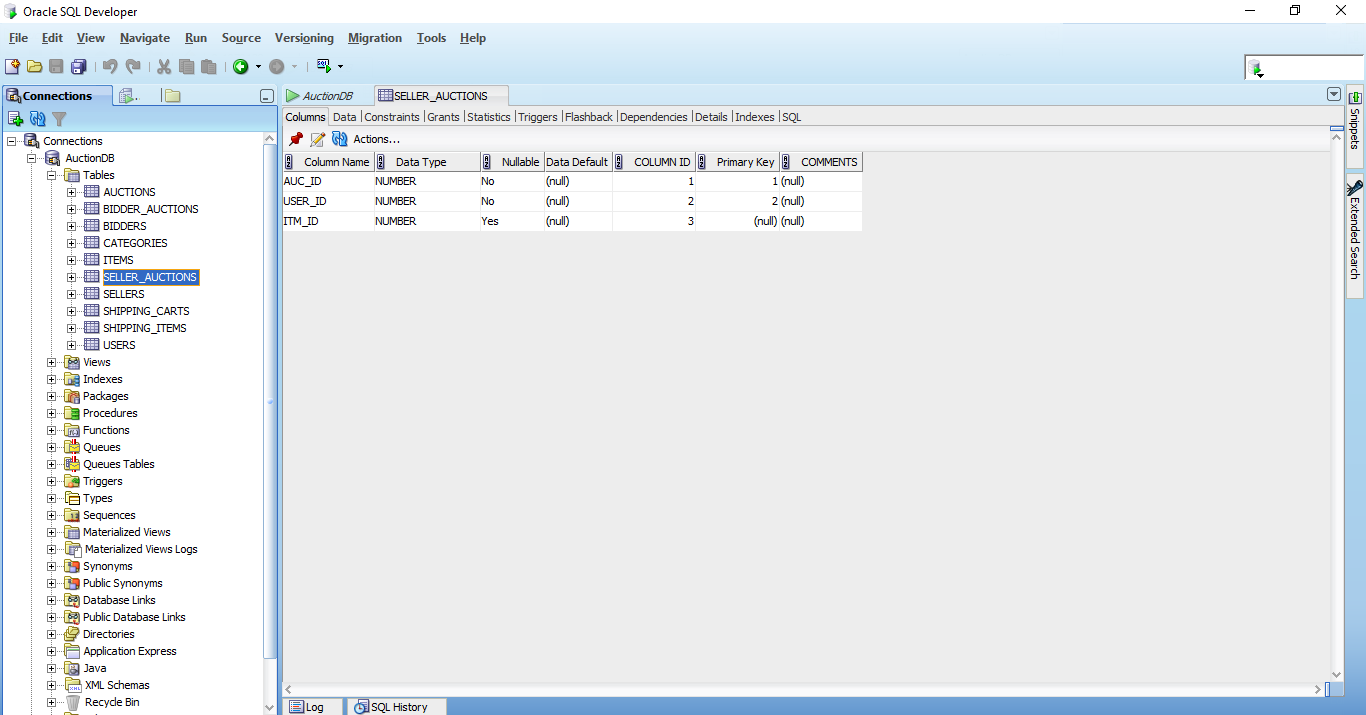 Oracle SQL Developer
File Edit View Navigate Run Source Versioning Migration Tools Help
Connections
AuctionDB
SELLER_AUCTIONS
Columns Data Constraints Grants Statistics Triggers Flashback Dependencies Details Indexes SQL
Actions...
Column Name Data Type Nullable Data Default COLUMN ID Primary Key COMMENTS
AUC_ID NUMBER No (null) 1 1 (null)
USER_ID NUMBER No (null) 2 2 (null)
ITM_ID NUMBER Yes (null) 3 (null) (null)
Connections
AuctionDB
Tables
AUCTIONS
BIDDER_AUCTIONS
BIDDERS
CATEGORIES
ITEMS
SELLER_AUCTIONS
SELLERS
SHIPPING_CARTS
SHIPPING_ITEMS
USERS
Views
Indexes
Packages
Procedures
Functions
Queues
Queues Tables
Triggers
Types
Sequences
Materialized Views
Materialized Views Logs
Synonyms
Public Synonyms
Database Links
Public Database Links
Directories
Application Express
Java
XML Schemas
Recycle Bin
Snippets
Extended Search
Log
SQL History